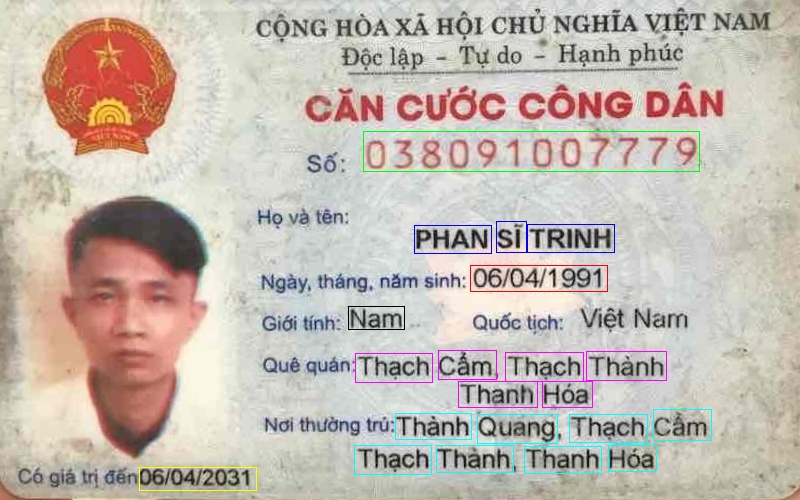 CỘNG HÒA XÃ HỘI CHỦ NGHĨA VIỆT NAM
Độc lập - Tự do - Hạnh phúc
CĂN CƯỚC CÔNG DÂN
Số: 038091007779
Họ và tên:
PHAN SĨ TRINH
Ngày, tháng, năm sinh: 06/04/1991
Giới tính: Nam Quốc tịch: Việt Nam
Quê quán: Thạch Cẩm, Thạch Thành
Thanh Hóa
Nơi thường trú: Thành Quang, Thạch Cẩm
Thạch Thành, Thanh Hóa
Có giá trị đến 06/04/2031